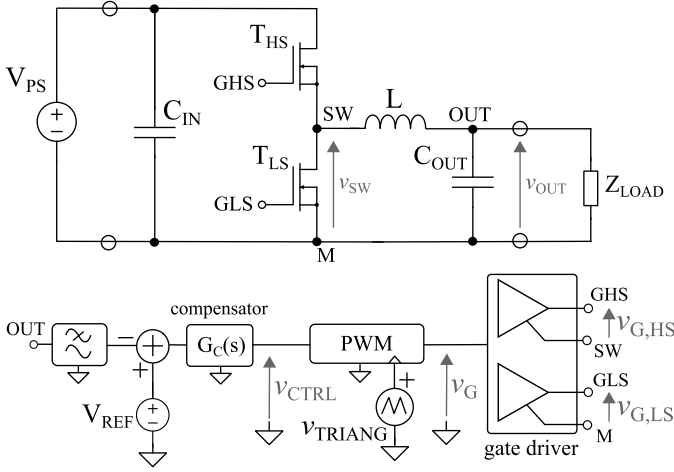 T_HS
V_PS
GHS
C_IN
SW
L
OUT
T_LS
C_OUT
v_SW
v_OUT
Z_LOAD
GLS
M
compensator
GHS
v_G,HS
OUT
G_C(s)
PWM
SW
v_CTRL
v_G
GLS
V_REF
v_TRIANG
v_G,LS
M
gate driver